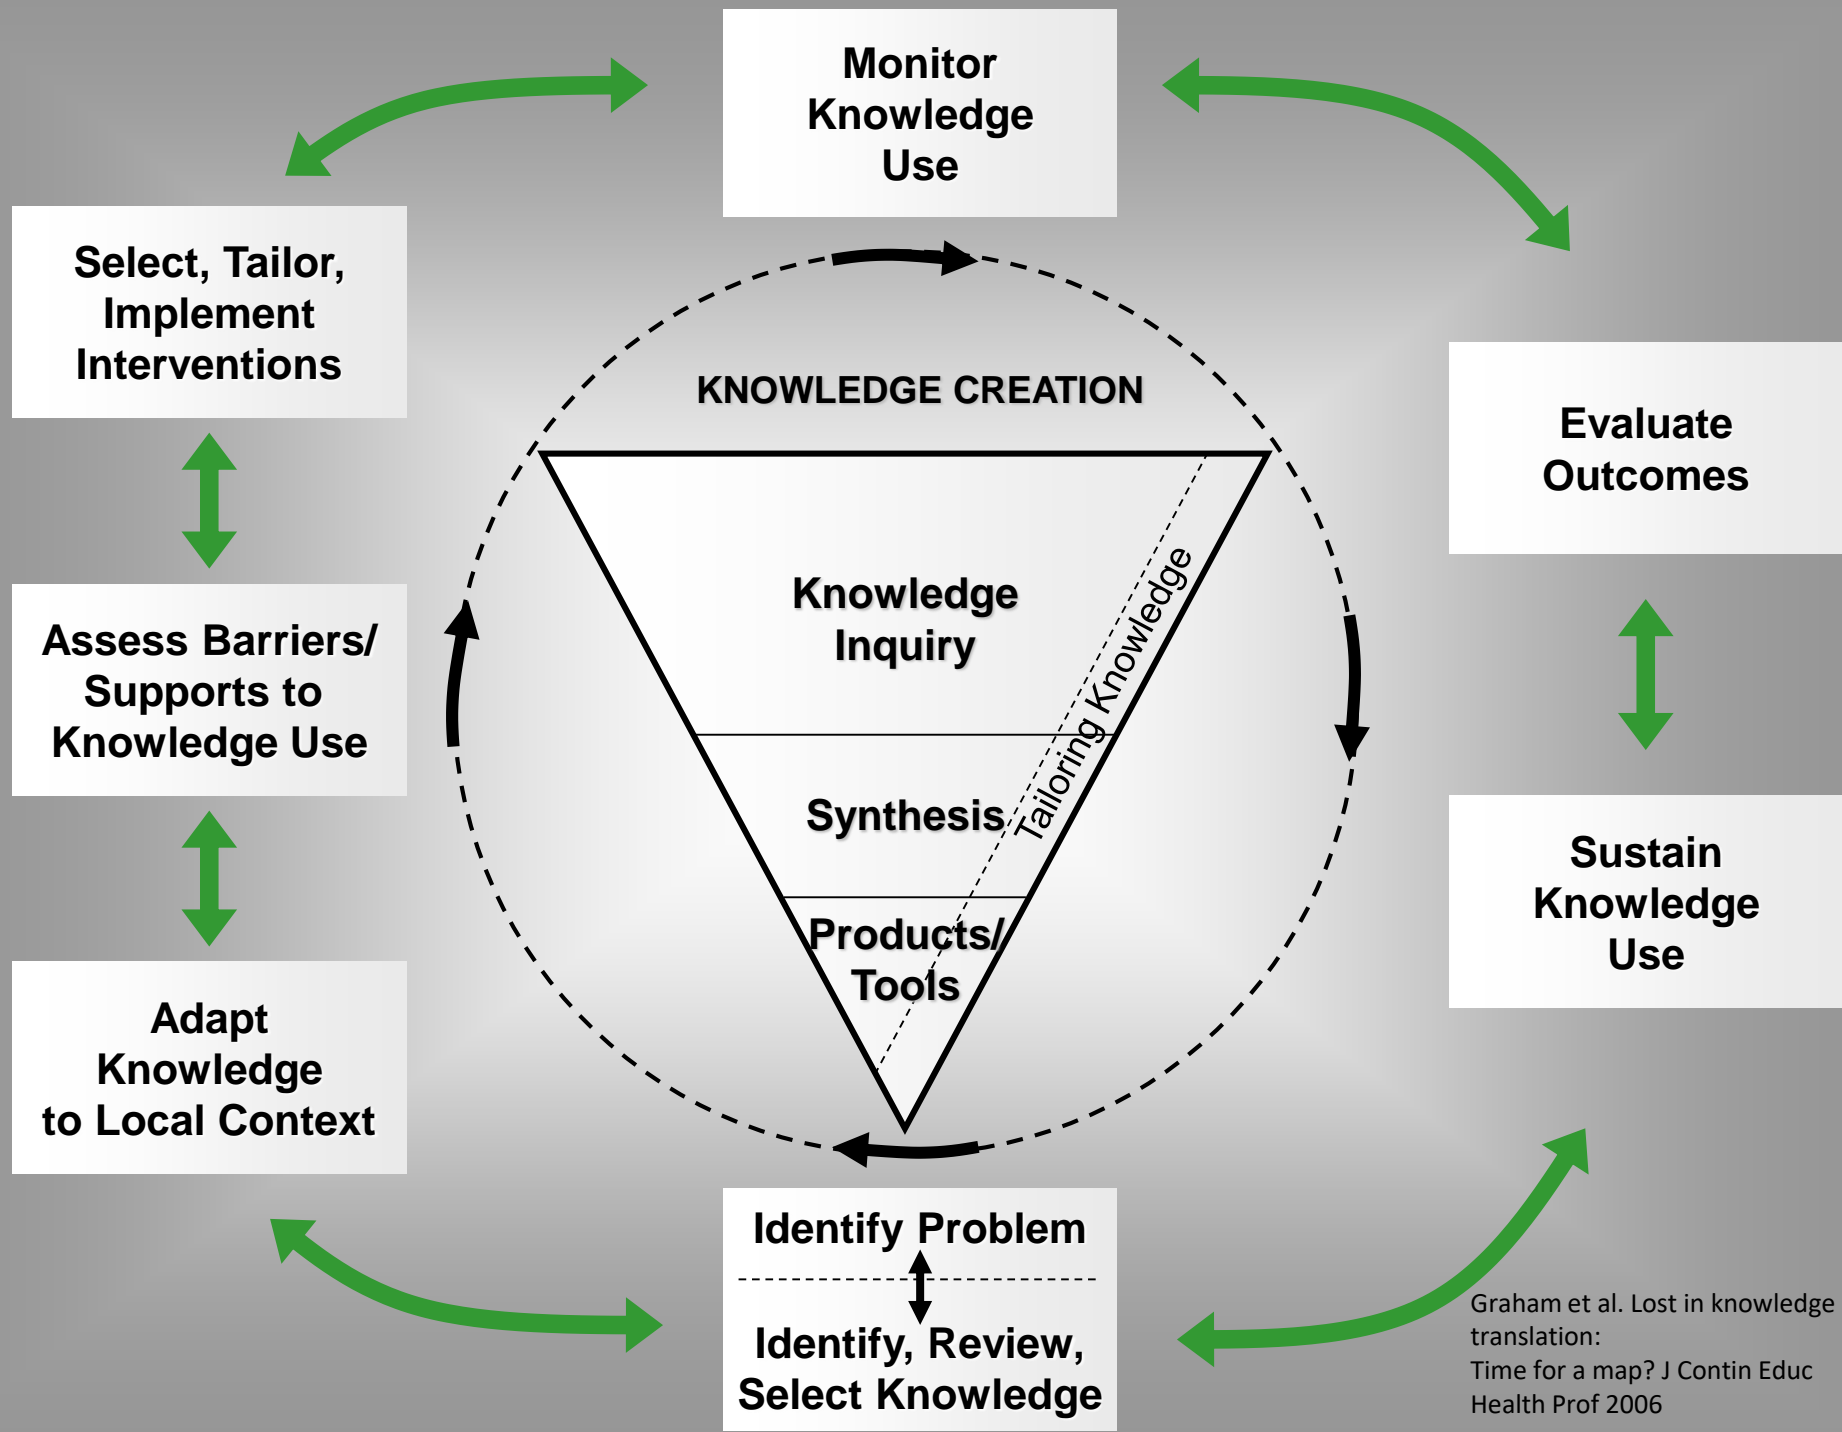 Monitor
Knowledge
Use
Select, Tailor,
Implement
Interventions
KNOWLEDGE CREATION
Evaluate
Outcomes
Knowledge
Inquiry
Tailoring Knowledge
Assess Barriers/
Supports to
Knowledge Use
Synthesis
Sustain
Knowledge
Use
Products/
Tools
Adapt
Knowledge
to Local Context
Identify Problem
Identify, Review,
Select Knowledge
Graham et al. Lost in knowledge
translation:
Time for a map? J Contin Educ
Health Prof 2006